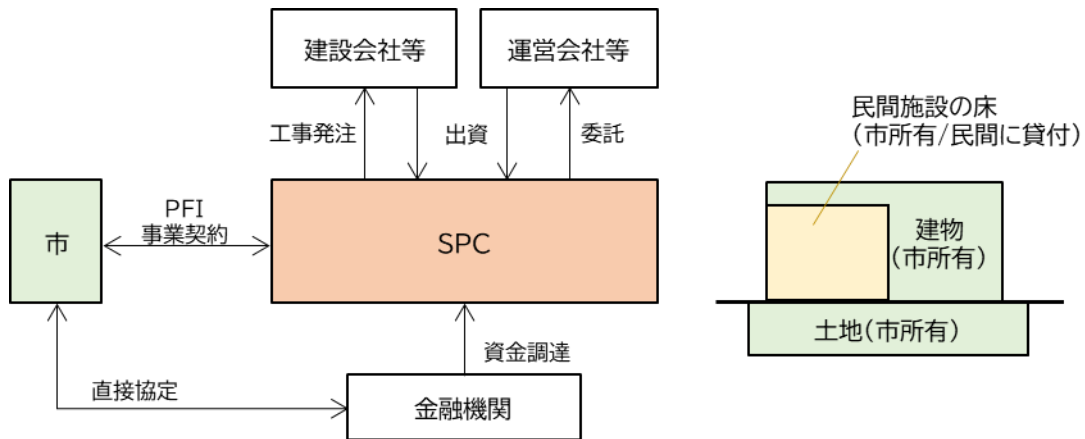 建設会社等
運営会社等
工事発注
出資
委託
市
PFI
事業契約
SPC
資金調達
直接協定
金融機関
民間施設の床
（市所有/民間に貸付）
建物
（市所有）
土地（市所有）